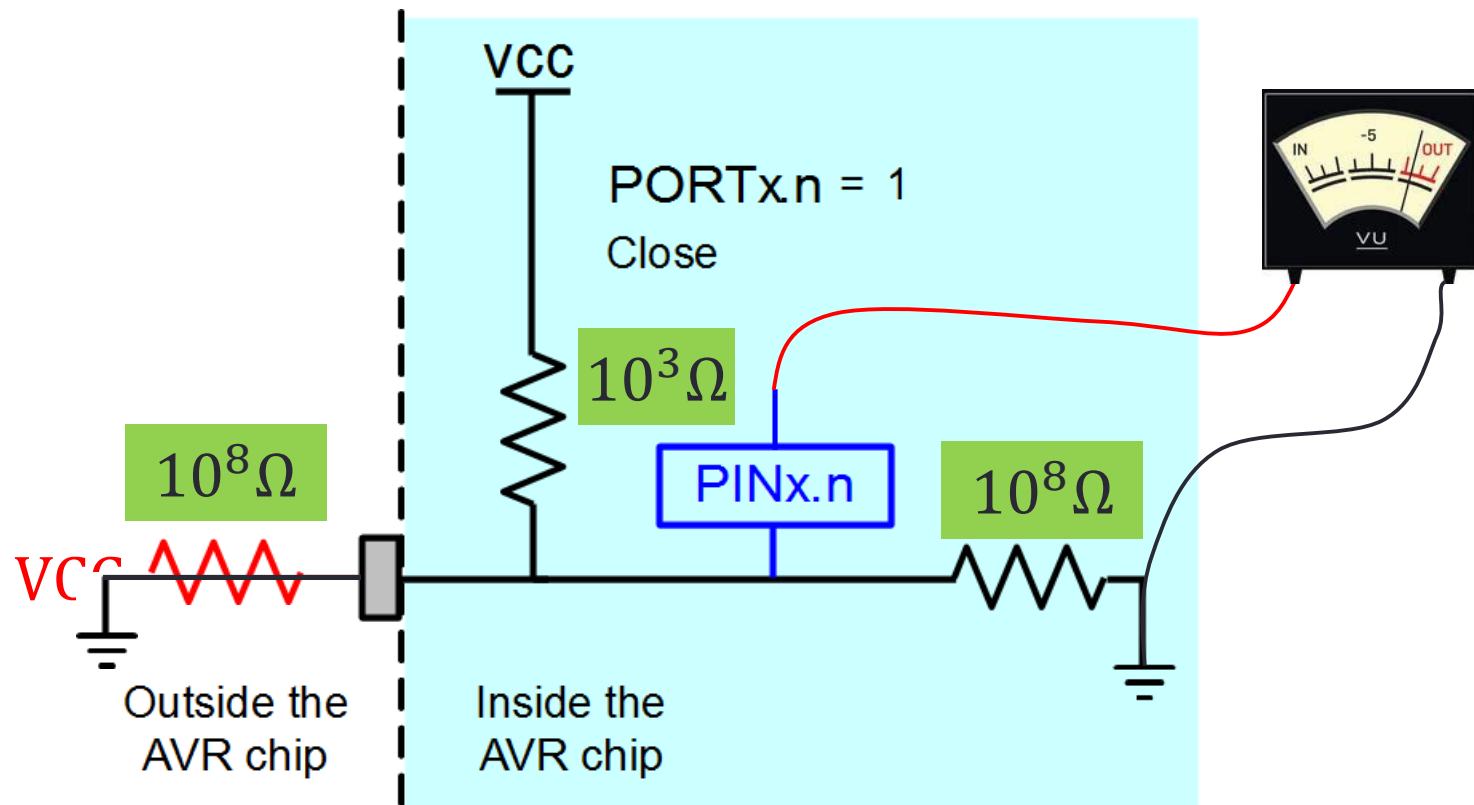 VCC
IN
-5
OUT
VU
PORTx.n = 1
Close
10³Ω
10⁸Ω
PINx.n
10⁸Ω
Outside the
AVR chip
Inside the
AVR chip